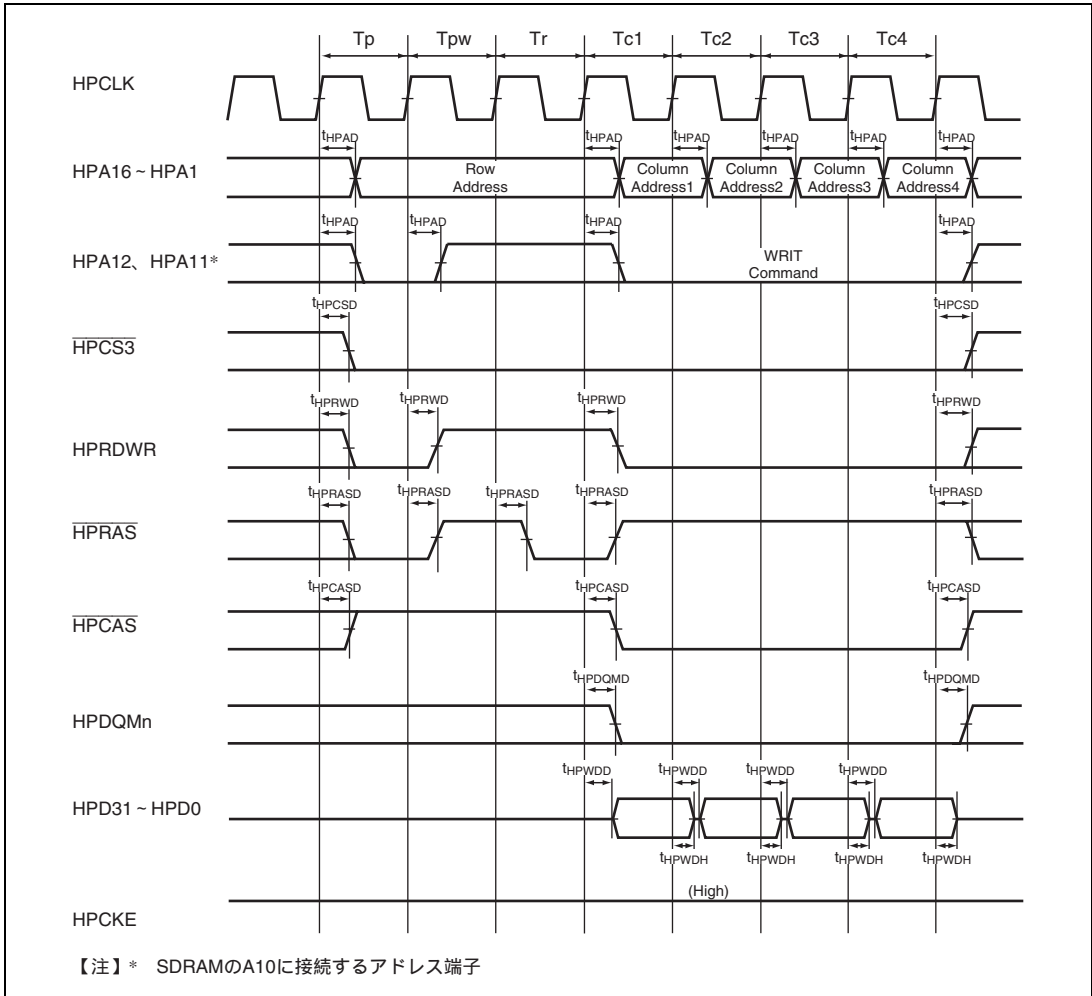 Tp Tpw Tr Tc1 Tc2 Tc3 Tc4
HPCLK
tHPAD tHPAD tHPAD tHPAD tHPAD tHPAD
HPA16 ~ HPA1
Row Address
Column Address1
Column Address2
Column Address3
Column Address4
tHPAD tHPAD tHPAD tHPAD
HPA12、HPA11*
WRIT Command
tHPCSD tHPCSD
HPCS3
tHPRWD tHPRWD tHPRWD tHPRWD
HPRDWR
tHPRASD tHPRASD tHPRASD tHPRASD tHPRASD
HPRAS
tHPCASD tHPCASD tHPCASD
HPCAS
tHPDQMD tHPDQMD
HPDQMn
tHPWDD tHPWDD tHPWDD tHPWDD
HPD31 ~ HPD0
tHPWDH tHPWDH tHPWDH tHPWDH
(High)
HPCKE
【注】* SDRAMのA10に接続するアドレス端子